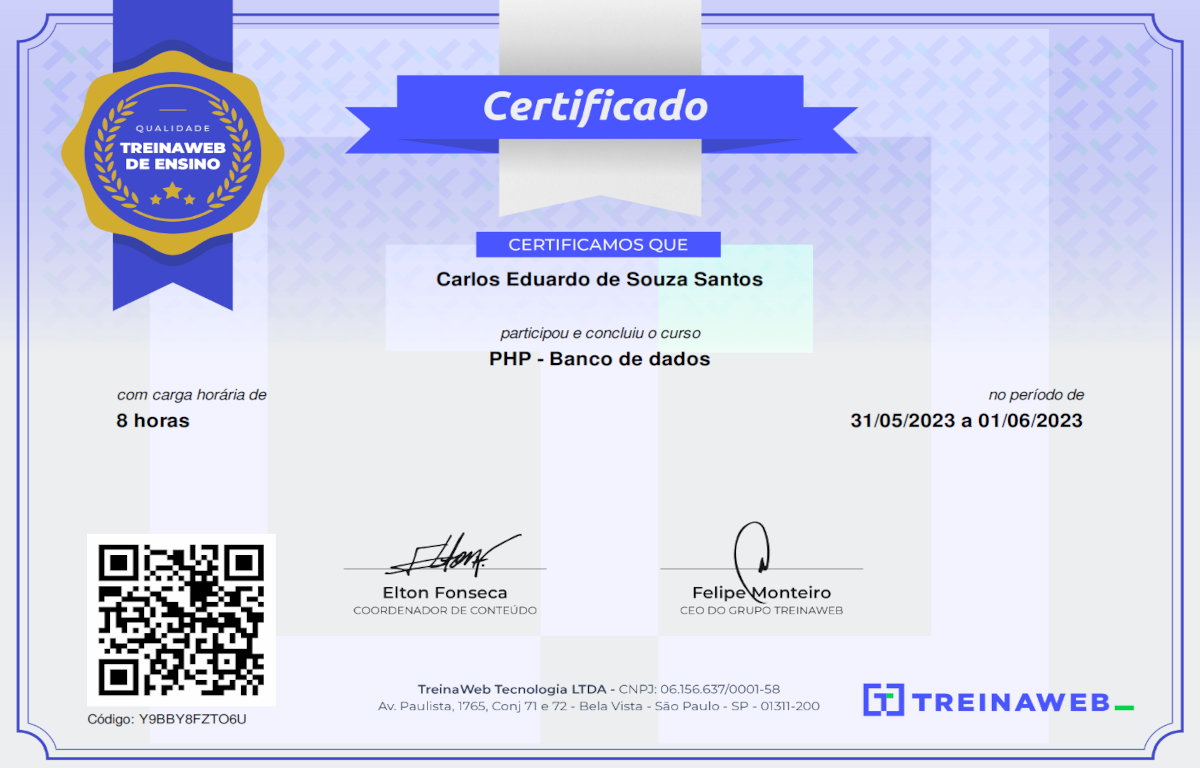 Certificado
QUALIDADE
TREINAWEB
DE ENSINO
CERTIFICAMOS QUE
Carlos Eduardo de Souza Santos
participou e concluiu o curso
PHP - Banco de dados
com carga horária de
8 horas
no período de
31/05/2023 a 01/06/2023
Elton Fonseca
COORDENADOR DE CONTEÚDO
Felipe Monteiro
CEO DO GRUPO TREINAWEB
TreinaWeb Tecnologia LTDA - CNPJ: 06.156.637/0001-58
Av. Paulista, 1765, Conj 71 e 72 - Bela Vista - São Paulo - SP - 01311-200
Código: Y9BBY8FZTO6U
TREINAWEB